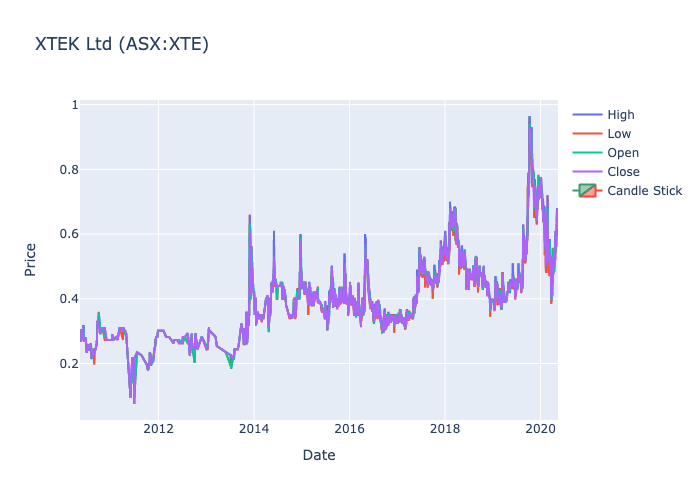 XTEK Ltd (ASX:XTE)
1
0.8
0.6
0.4
0.2
Price
2012 2014 2016 2018 2020
Date
High
Low
Open
Close
Candle Stick